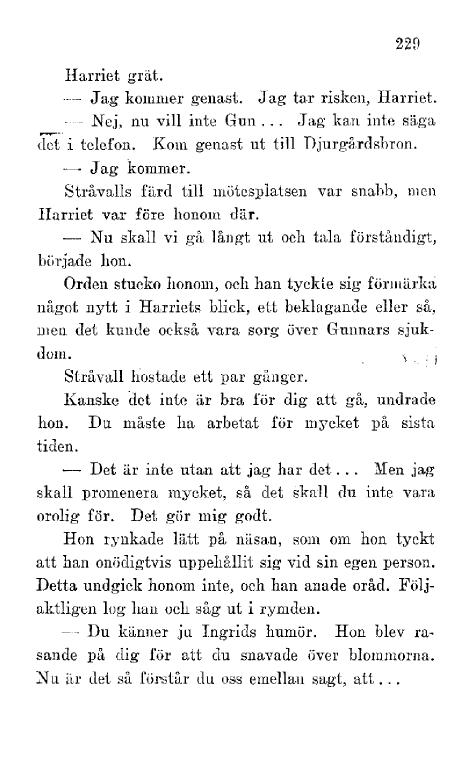 229
Harriet grät.
— Jag kommer genast. Jag tar risken, Harriet.
— Nej, nu vill inte Gun... Jag kan inte säga
det i telefon. Kom genast ut till Djurgårdsbron.
— Jag kommer.
Stråvalls färd till mötesplatsen var snabb, men
Harriet var före honom där.
— Nu skall vi gå långt ut och tala förståndigt,
började hon.
Orden stucko honom, och han tyckte sig förmärka
något nytt i Harriets blick, ett beklagande eller så,
men det kunde också vara sorg över Gunnars sjuk-
dom.
Stråvall hostade ett par gånger.
Kanske det inte är bra för dig att gå, undrade
hon. Du måste ha arbetat för mycket på sista
tiden.
— Det är inte utan att jag har det... Men jag
skall promenera mycket, så det skall du inte vara
orolig för. Det gör mig godt.
Hon rynkade lätt på näsan, som om hon tyckt
att han onödigtvis uppehållit sig vid sin egen person.
Detta undgick honom inte, och han anade oråd. Följ-
aktligen log han och såg ut i rymden.
— Du känner ju Ingrids humör. Hon blev ra-
sande på dig för att du snavade över blommorna.
Nu är det så förstår du oss emellan sagt, att...